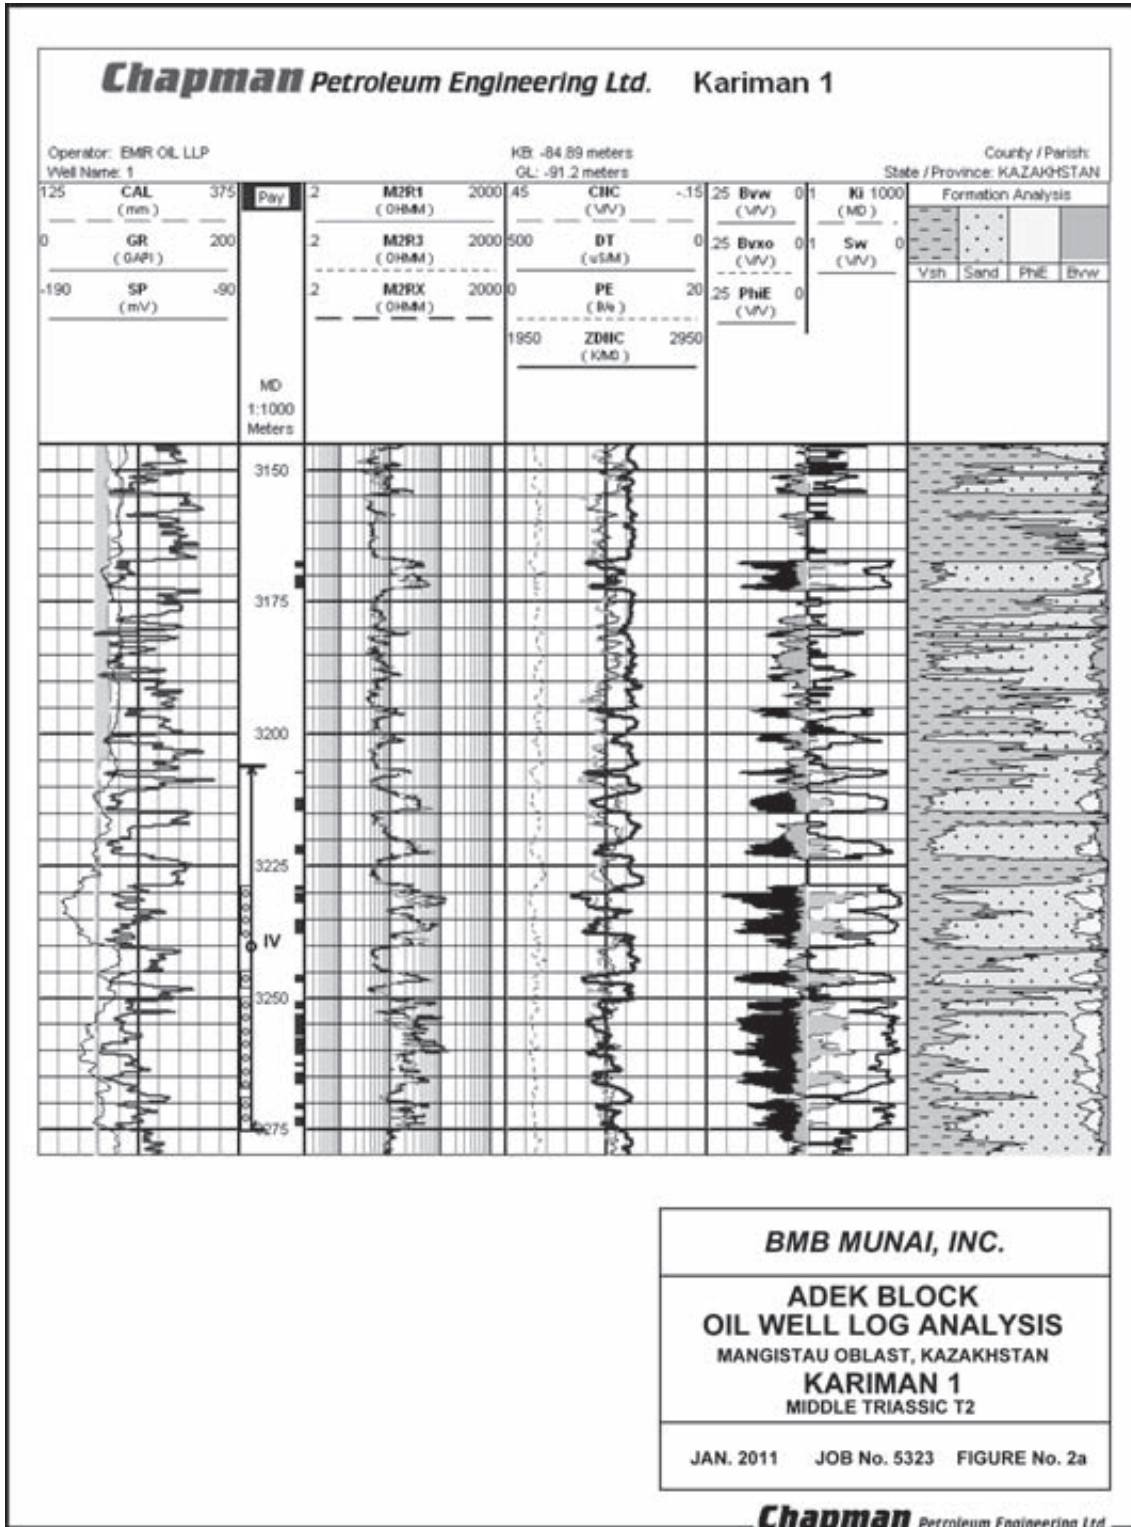 Chapman Petroleum Engineering Ltd. Kariman 1
Operator: EMIR OIL LLP
Well Name: 1
KB: -84.89 meters
GL: -91.2 meters
County / Parish:
State / Province: KAZAKHSTAN
125 CAL 375
(mm)
0 GR 200
(GAPI)
-190 SP -90
(mV)
Pay
MD
1:1000
Meters
.2 M2R1 2000
(OHMM)
.2 M2R3 2000
(OHMM)
.2 M2RX 2000
(OHMM)
.45 CNC -.15
(V/V)
500 DT 0
(uS/M)
0 PE 20
(B/e)
1950 ZDNC 2950
(K/M3)
.25 Bvw 0
(V/V)
.25 Bvxo 0
(V/V)
.25 PhiE 0
(V/V)
1 Ki 1000
(MD)
1 Sw 0
(V/V)
Formation Analysis
Vsh Sand PhiE Bvw
3150
3175
3200
3225
IV
3250
3275
BMB MUNAI, INC.
ADEK BLOCK
OIL WELL LOG ANALYSIS
MANGISTAU OBLAST, KAZAKHSTAN
KARIMAN 1
MIDDLE TRIASSIC T2
JAN. 2011 JOB No. 5323 FIGURE No. 2a
Chapman Petroleum Engineering Ltd.